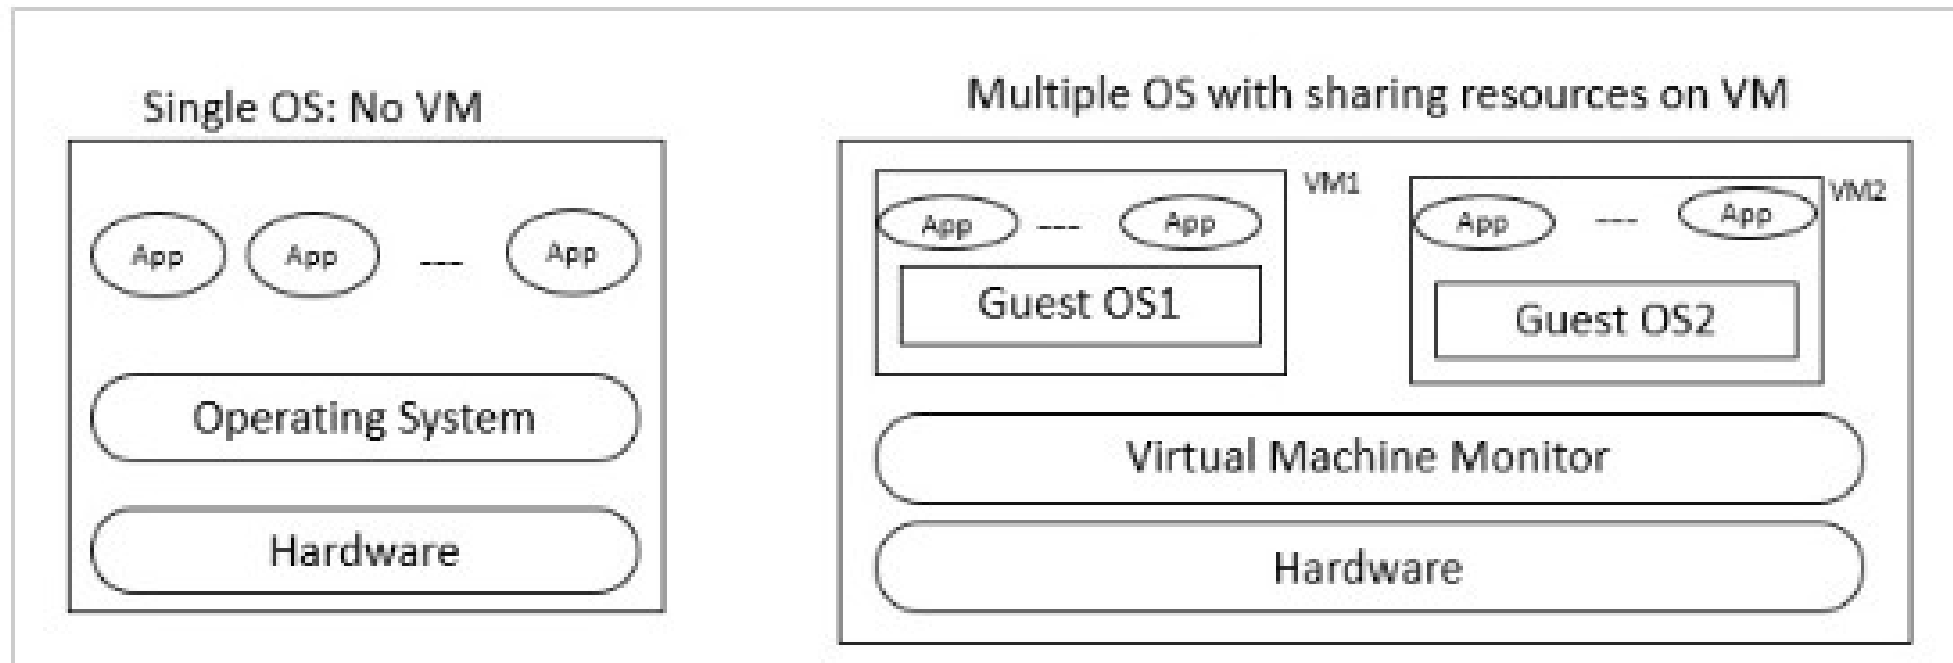 Single OS: No VM
App
App
---
App
Operating System
Hardware
Multiple OS with sharing resources on VM
VM1
App
---
App
Guest OS1
VM2
App
---
App
Guest OS2
Virtual Machine Monitor
Hardware